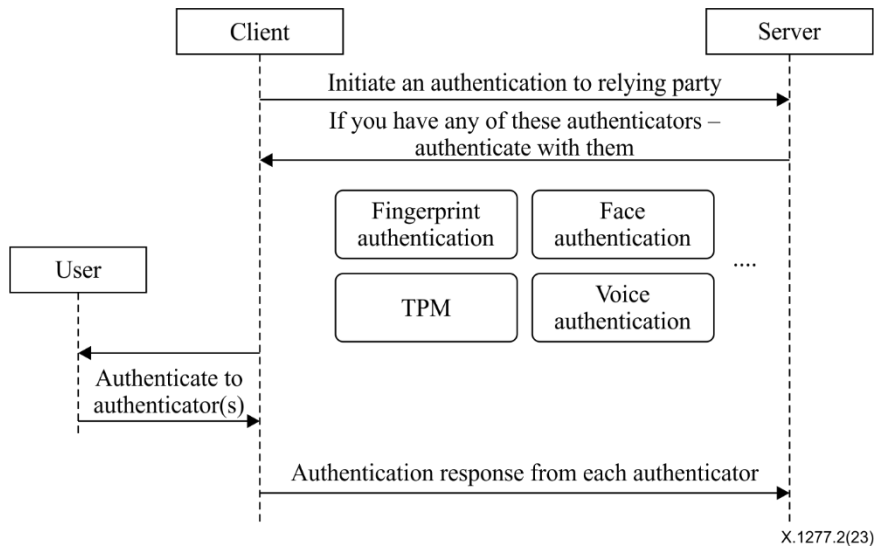 Client
Server
Initiate an authentication to relying party
If you have any of these authenticators –
authenticate with them
Fingerprint
authentication
Face
authentication
....
User
TPM
Voice
authentication
Authenticate to
authenticator(s)
Authentication response from each authenticator
X.1277.2(23)